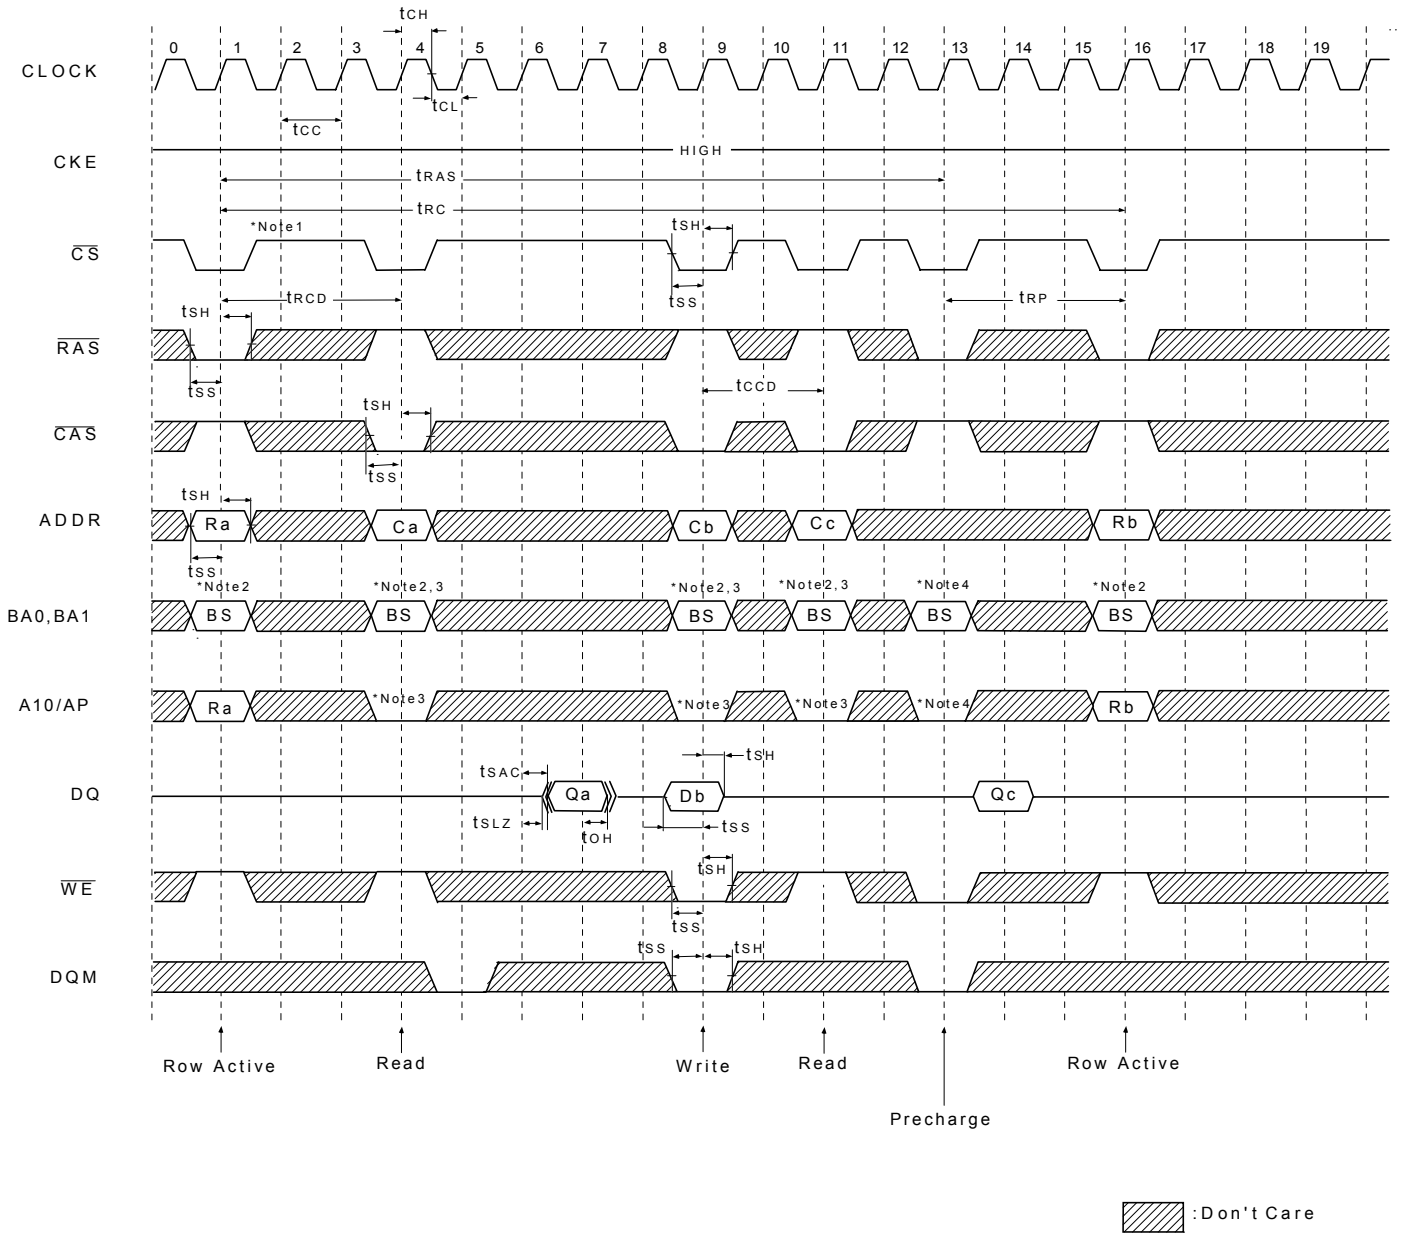 tCH
0 1 2 3 4 5 6 7 8 9 10 11 12 13 14 15 16 17 18 19
CLOCK
tCL
tCC
HIGH
CKE
tRAS
tRC
*Note1
tSH
CS
tRCD
tSS
tRP
tSH
RAS
tSS
tCCD
tSH
CAS
tSS
tSH
ADDR
Ra Ca Cb Cc Rb
tSS
*Note2 *Note2,3 *Note2,3 *Note2,3 *Note4 *Note2
BA0,BA1
BS BS BS BS BS BS
A10/AP
Ra *Note3 *Note3 *Note3 *Note4 Rb
tSH
tSAC
DQ
Qa Db Qc
tSLZ
tOH
tSS
tSH
WE
tSS
tSS tSH
DQM
Row Active Read Write Read Row Active
Precharge
:Don't Care